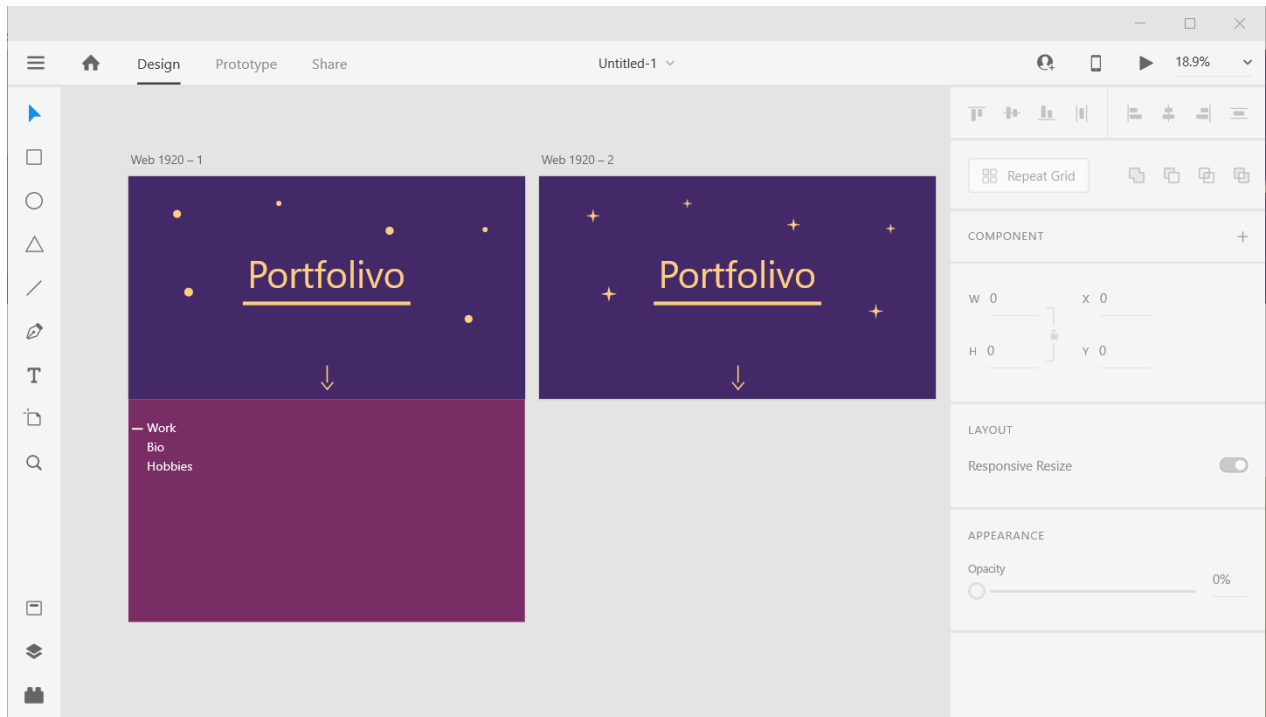 Design Prototype Share Untitled-1 18.9%
Web 1920 – 1 Web 1920 – 2
Portfolivo Portfolivo
Work
Bio
Hobbies
T
Repeat Grid
COMPONENT
W 0 X 0
H 0 Y 0
LAYOUT
Responsive Resize
APPEARANCE
Opacity
0%